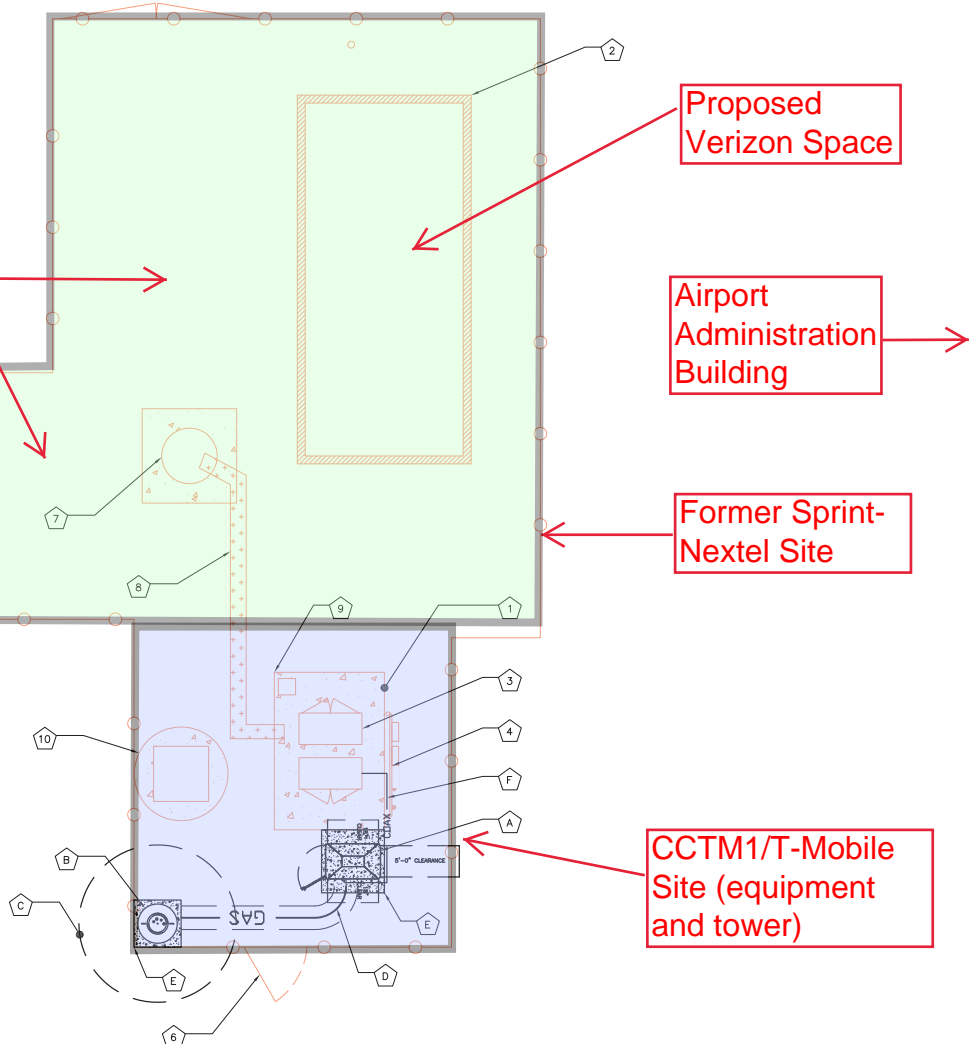 2
Proposed
Verizon Space
Airport
Administration
Building
Former Sprint-
Nextel Site
7
8
9
1
3
4
10
F
COAX
A
B
5'-0" CLEARANCE
CCTM1/T-Mobile
Site (equipment
and tower)
C
GAS
E
E
D
6